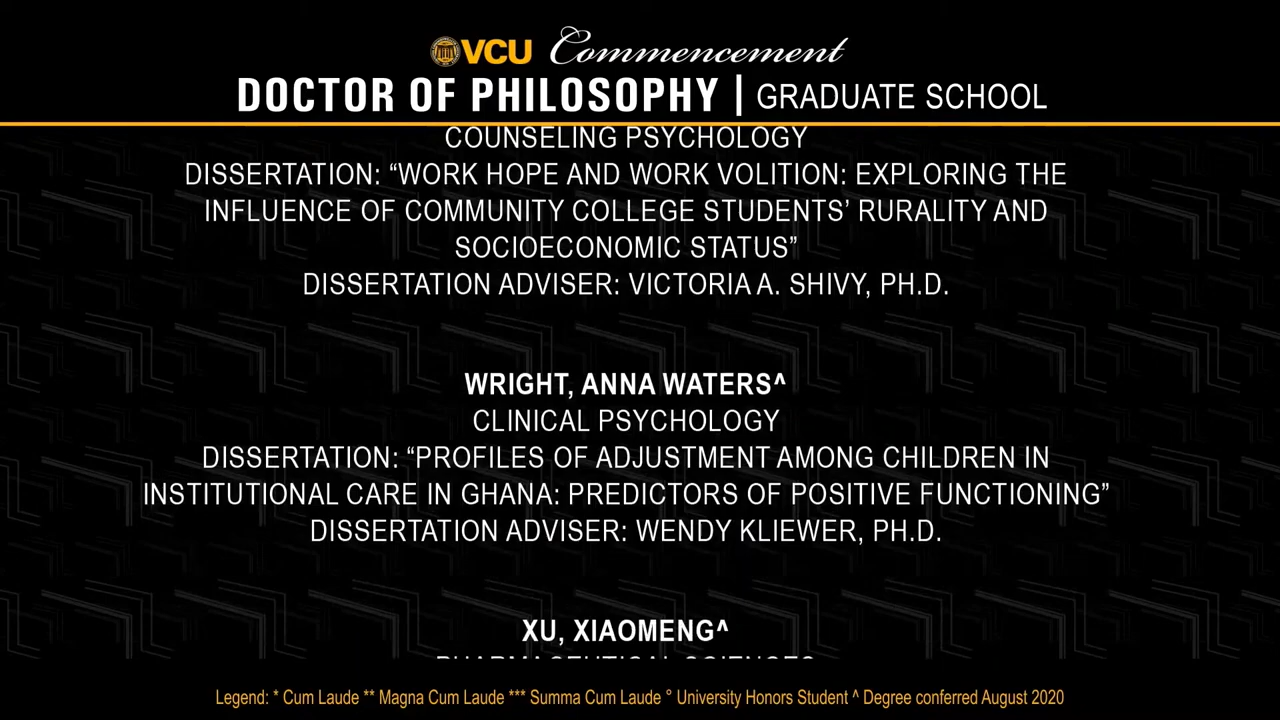 VCU Commencement
DOCTOR OF PHILOSOPHY | GRADUATE SCHOOL
COUNSELING PSYCHOLOGY
DISSERTATION: “WORK HOPE AND WORK VOLITION: EXPLORING THE
INFLUENCE OF COMMUNITY COLLEGE STUDENTS’ RURALITY AND
SOCIOECONOMIC STATUS”
DISSERTATION ADVISER: VICTORIA A. SHIVY, PH.D.
WRIGHT, ANNA WATERS^
CLINICAL PSYCHOLOGY
DISSERTATION: “PROFILES OF ADJUSTMENT AMONG CHILDREN IN
INSTITUTIONAL CARE IN GHANA: PREDICTORS OF POSITIVE FUNCTIONING”
DISSERTATION ADVISER: WENDY KLIEWER, PH.D.
XU, XIAOMENG^
PHARMACEUTICAL SCIENCES
Legend: * Cum Laude ** Magna Cum Laude *** Summa Cum Laude ° University Honors Student ^ Degree conferred August 2020